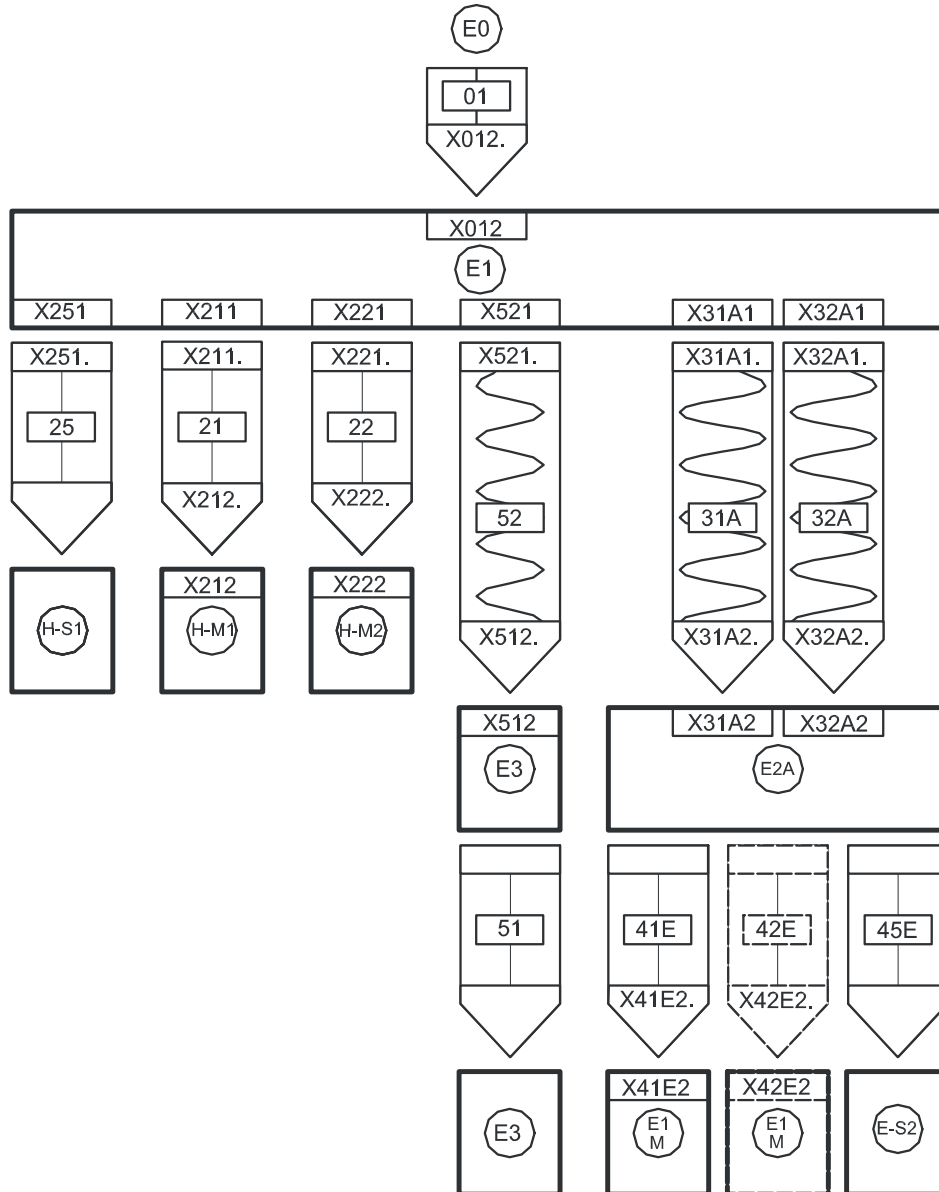 E0
01
X012.
X012
E1
X251 X211 X221 X521 X31A1 X32A1
X251. X211. X221. X521. X31A1. X32A1.
25 21 22
X212. X222.
52 31A 32A
X212 X222
H-S1 H-M1 H-M2
X512. X31A2. X32A2.
X512 X31A2 X32A2
E3 E2A
51 41E 42E 45E
X41E2. X42E2.
X41E2 X42E2
E3 E1 E1 E-S2
M M